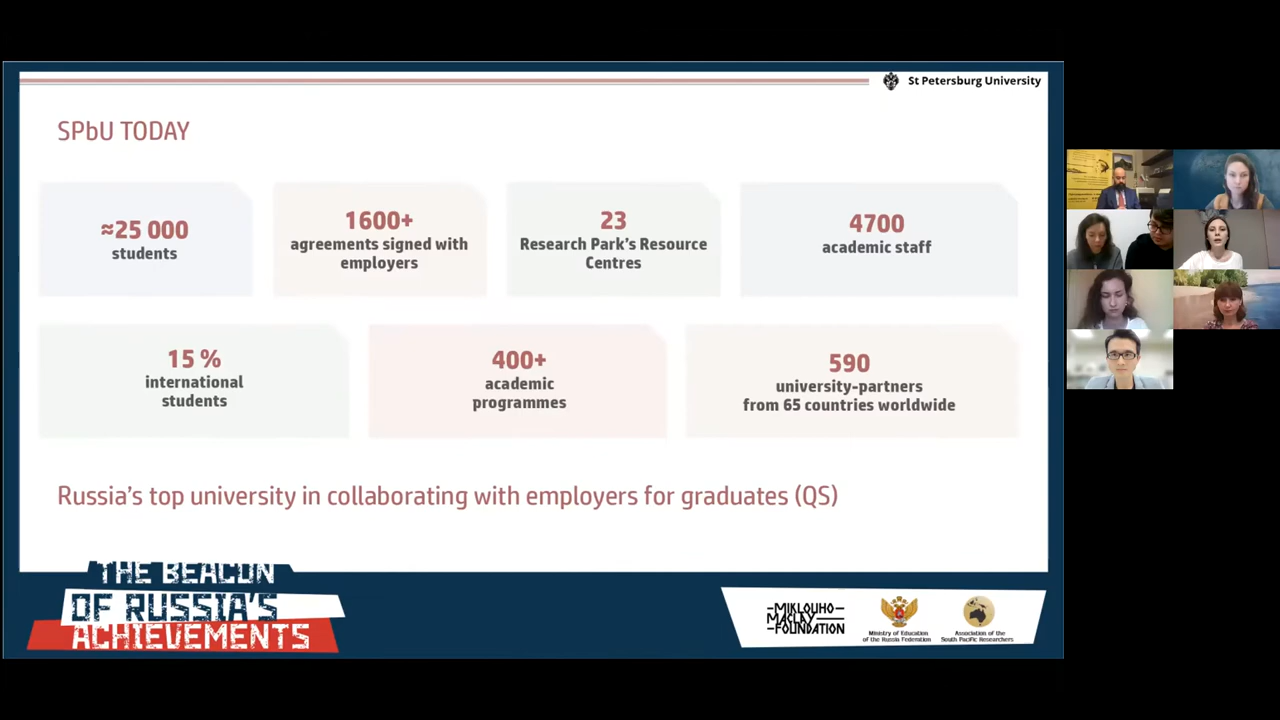 St Petersburg University
SPbU TODAY
≈25 000
students
1600+
agreements signed with
employers
23
Research Park's Resource
Centres
4700
academic staff
15 %
international
students
400+
academic
programmes
590
university-partners
from 65 countries worldwide
Russia's top university in collaborating with employers for graduates (QS)
THE BEACON
OF RUSSIA'S
ACHIEVEMENTS
MIKLOUHO
MACLAY
FOUNDATION
Ministry of Education
of the Russia Federation
Association of the
South Pacific Researchers